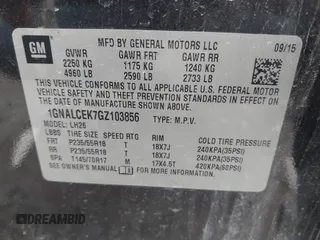 GM
MFD BY GENERAL MOTORS LLC
09/15
GVWR GAWR FRT GAWR RR
2250 KG 1175 KG 1240 KG
4960 LB 2590 LB 2733 LB
THIS VEHICLE CONFORMS TO ALL APPLICABLE U.S.
FEDERAL MOTOR VEHICLE SAFETY, BUMPER, AND
THEFT PREVENTION STANDARDS IN EFFECT ON THE
DATE OF MANUFACTURE SHOWN ABOVE.
1GNALCEK7GZ103856 TYPE: M.P.V.
MODEL: LH26
LBBS TIRE SIZE SPEED RTG RIM COLD TIRE PRESSURE
FRT P235/55R18 T 18X7J 240KPA(35PSI)
RR P235/55R18 T 18X7J 240KPA(35PSI)
SPA T145/70R17 M 17X4.5T 420KPA(60PSI)
SEE OWNER'S MANUAL FOR MORE INFORMATION.
DREAMBID